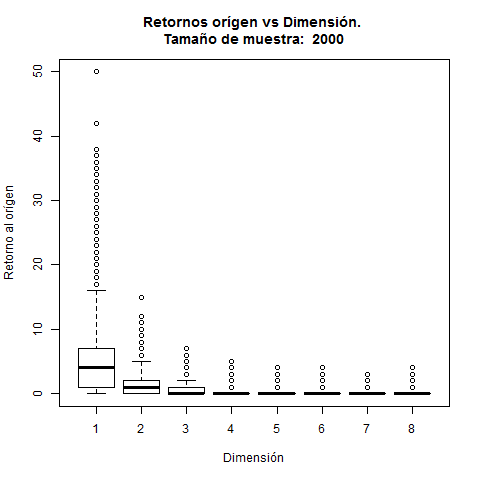 Retornos orígen vs Dimensión.
Tamaño de muestra:  2000
50
40
30
20
10
0
Retorno al orígen
1 2 3 4 5 6 7 8
Dimensión